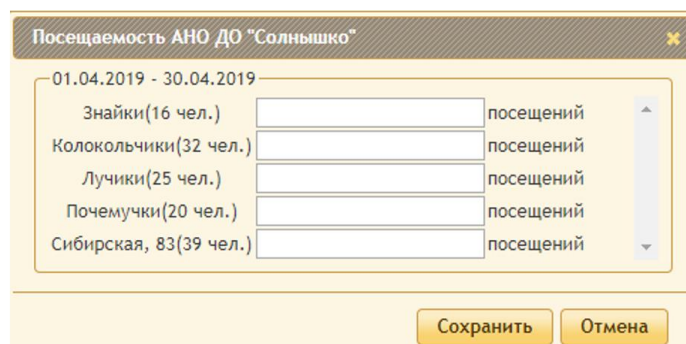 Посещаемость АНО ДО "Солнышко"
01.04.2019 - 30.04.2019
Знайки(16 чел.) посещений
Колокольчики(32 чел.) посещений
Лучики(25 чел.) посещений
Почемучки(20 чел.) посещений
Сибирская, 83(39 чел.) посещений
Сохранить Отмена